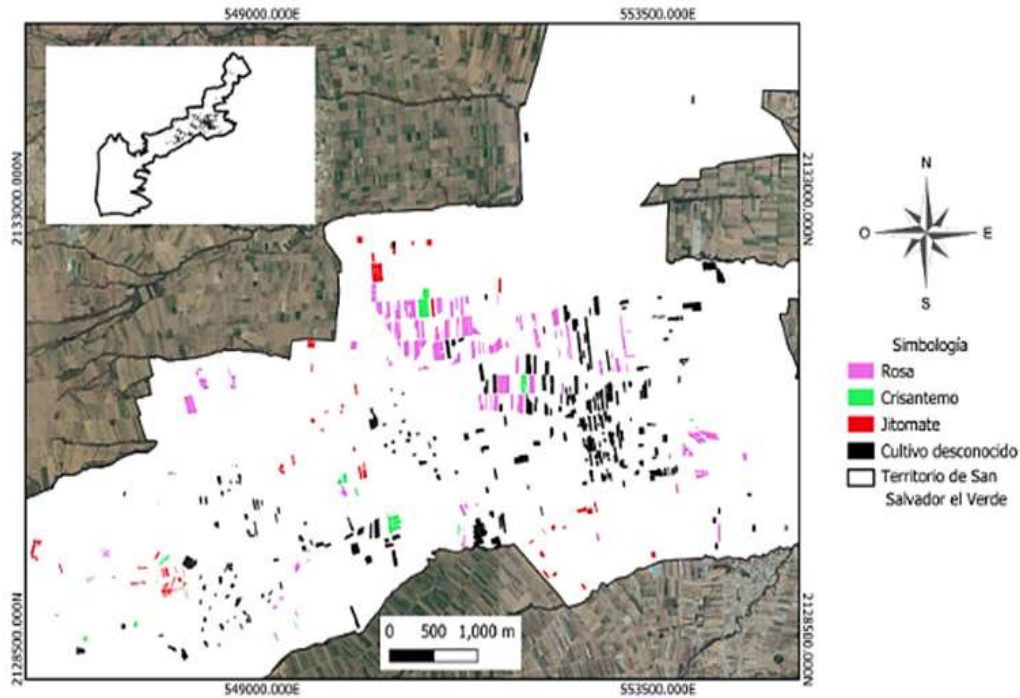 549000.000E 553500.000E
2133000.000N
2133000.000N
N
O E
S
Simbología
Rosa
Crisantemo
Jitomate
Cultivo desconocido
Territorio de San
Salvador el Verde
2128500.000N
2128500.000N
0 500 1,000 m
549000.000E 553500.000E